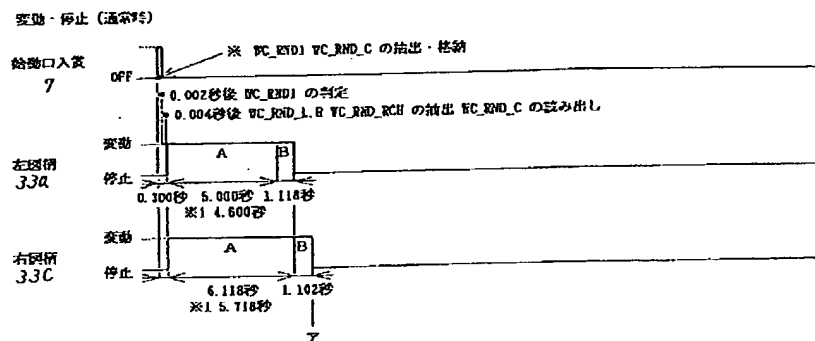 変動・停止 (通常時)
始動口入賞
7
※ WC_RND1 WC_RND_C の抽出・格納
OFF
0.002秒後 WC_RND1 の判定
0.004秒後 WC_RND_L.R WC_RND_RCH の抽出 WC_RND_C の読み出し
変動
A
B
左図柄
33a
停止
0.300秒 5.000秒 1.118秒
※1 4.600秒
変動
A
B
右図柄
33C
停止
6.118秒 1.102秒
※1 5.718秒
ア